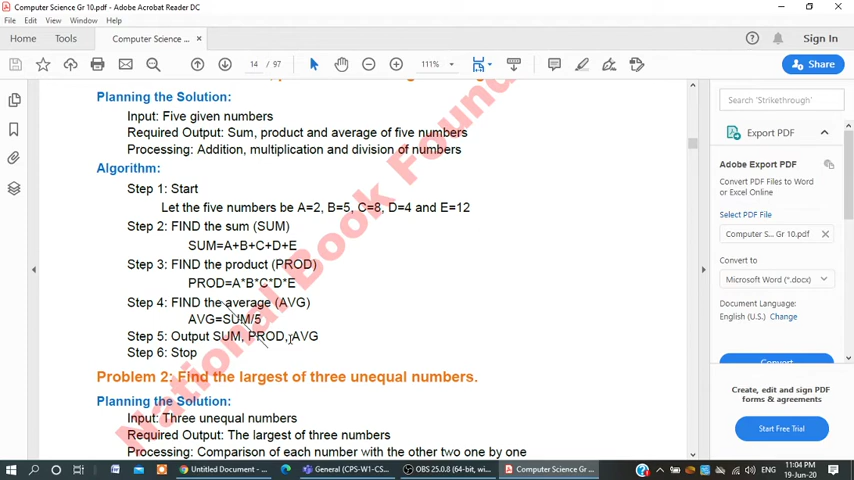 Computer Science Gr 10.pdf - Adobe Acrobat Reader DC
File Edit View Window Help
Home Tools Computer Science ... × Sign In
14 / 97 111% Share
Planning the Solution:
Input: Five given numbers
Required Output: Sum, product and average of five numbers
Processing: Addition, multiplication and division of numbers
Algorithm:
Step 1: Start
Let the five numbers be A=2, B=5, C=8, D=4 and E=12
Step 2: FIND the sum (SUM)
SUM=A+B+C+D+E
Step 3: FIND the product (PROD)
PROD=A*B*C*D*E
Step 4: FIND the average (AVG)
AVG=SUM/5
Step 5: Output SUM, PROD, AVG
Step 6: Stop
Problem 2: Find the largest of three unequal numbers.
Planning the Solution:
Input: Three unequal numbers
Required Output: The largest of three numbers
Processing: Comparison of each number with the other two one by one
National Book Found
Search 'Strikethrough'
Export PDF
Adobe Export PDF
Convert PDF Files to Word
or Excel Online
Select PDF File
Computer S... Gr 10.pdf
Convert to
Microsoft Word (*.docx)
Document Language:
English (U.S.) Change
Convert
Create, edit and sign PDF
forms & agreements
Start Free Trial
Untitled Document - ... General (CPS-W1-CS... OBS 25.0.8 (64-bit, wi... Computer Science Gr ... ENG
11:04 PM
19-Jun-20